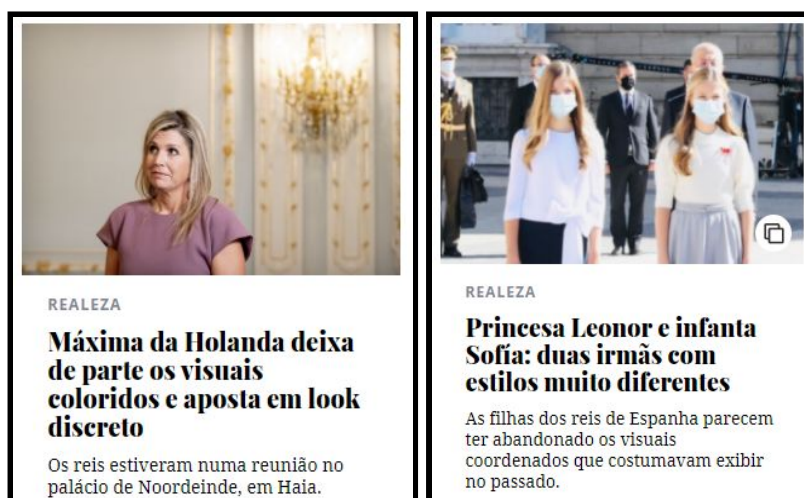 REALEZA
Máxima da Holanda deixa
de parte os visuais
coloridos e aposta em look
discreto
Os reis estiveram numa reunião no
palácio de Noordeinde, em Haia.
REALEZA
Princesa Leonor e infanta
Sofía: duas irmãs com
estilos muito diferentes
As filhas dos reis de Espanha parecem
ter abandonado os visuais
coordenados que costumavam exibir
no passado.